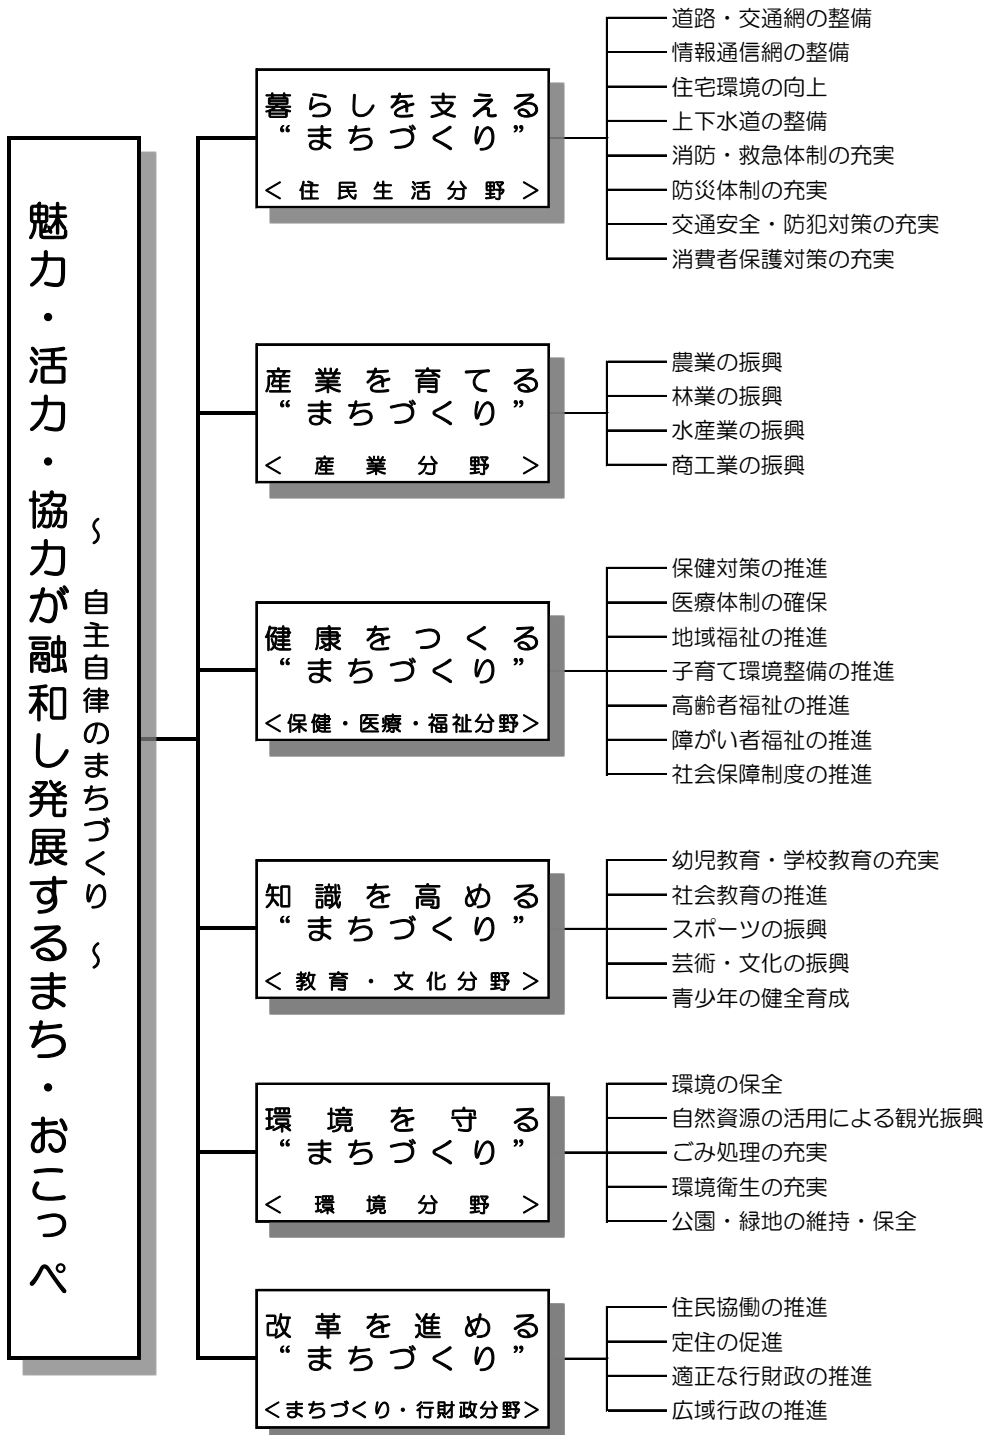 魅力・活力・協力が融和し発展するまち・おこっぺ
～ 自主自律のまちづくり ～
暮らしを支える
“まちづくり”
＜住民生活分野＞
道路・交通網の整備
情報通信網の整備
住宅環境の向上
上下水道の整備
消防・救急体制の充実
防災体制の充実
交通安全・防犯対策の充実
消費者保護対策の充実
産業を育てる
“まちづくり”
＜産業分野＞
農業の振興
林業の振興
水産業の振興
商工業の振興
健康をつくる
“まちづくり”
＜保健・医療・福祉分野＞
保健対策の推進
医療体制の確保
地域福祉の推進
子育て環境整備の推進
高齢者福祉の推進
障がい者福祉の推進
社会保障制度の推進
知識を高める
“まちづくり”
＜教育・文化分野＞
幼児教育・学校教育の充実
社会教育の推進
スポーツの振興
芸術・文化の振興
青少年の健全育成
環境を守る
“まちづくり”
＜環境分野＞
環境の保全
自然資源の活用による観光振興
ごみ処理の充実
環境衛生の充実
公園・緑地の維持・保全
改革を進める
“まちづくり”
＜まちづくり・行財政分野＞
住民協働の推進
定住の促進
適正な行財政の推進
広域行政の推進